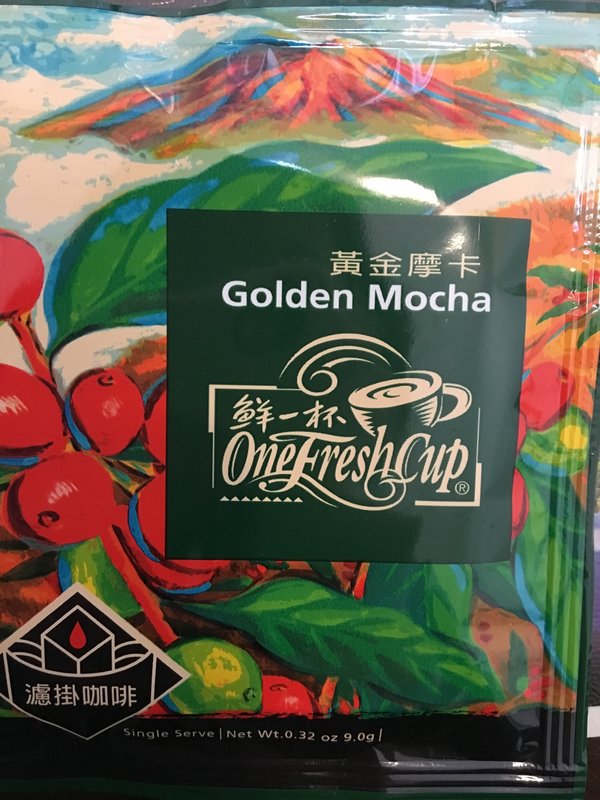 黃金摩卡
Golden Mocha
鮮一杯
OneFreshCup®
濾掛咖啡
Single Serve | Net Wt.0.32 oz 9.0g |